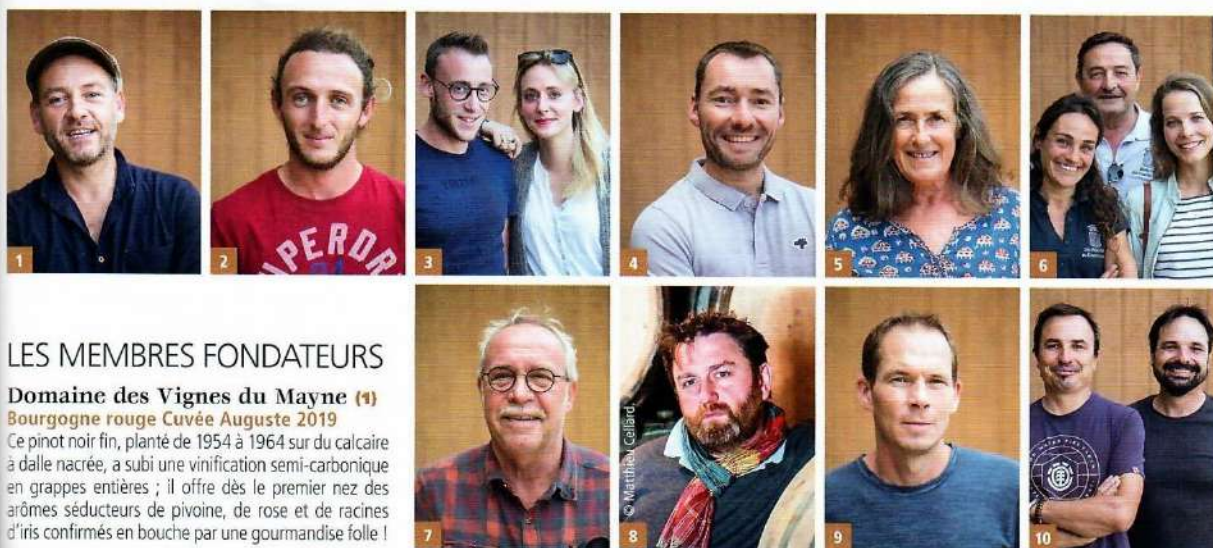 1
2
SUPERDR
3
4
5
6
LES MEMBRES FONDATEURS
Domaine des Vignes du Mayne (1)
Bourgogne rouge Cuvée Auguste 2019
Ce pinot noir fin, planté de 1954 à 1964 sur du calcaire
à dalle nacrée, a subi une vinification semi-carbonique
en grappes entières ; il offre dès le premier nez des
arômes séducteurs de pivoine, de rose et de racines
d'iris confirmés en bouche par une gourmandise folle !
7
© Matthieu Cellard.
8
9
10